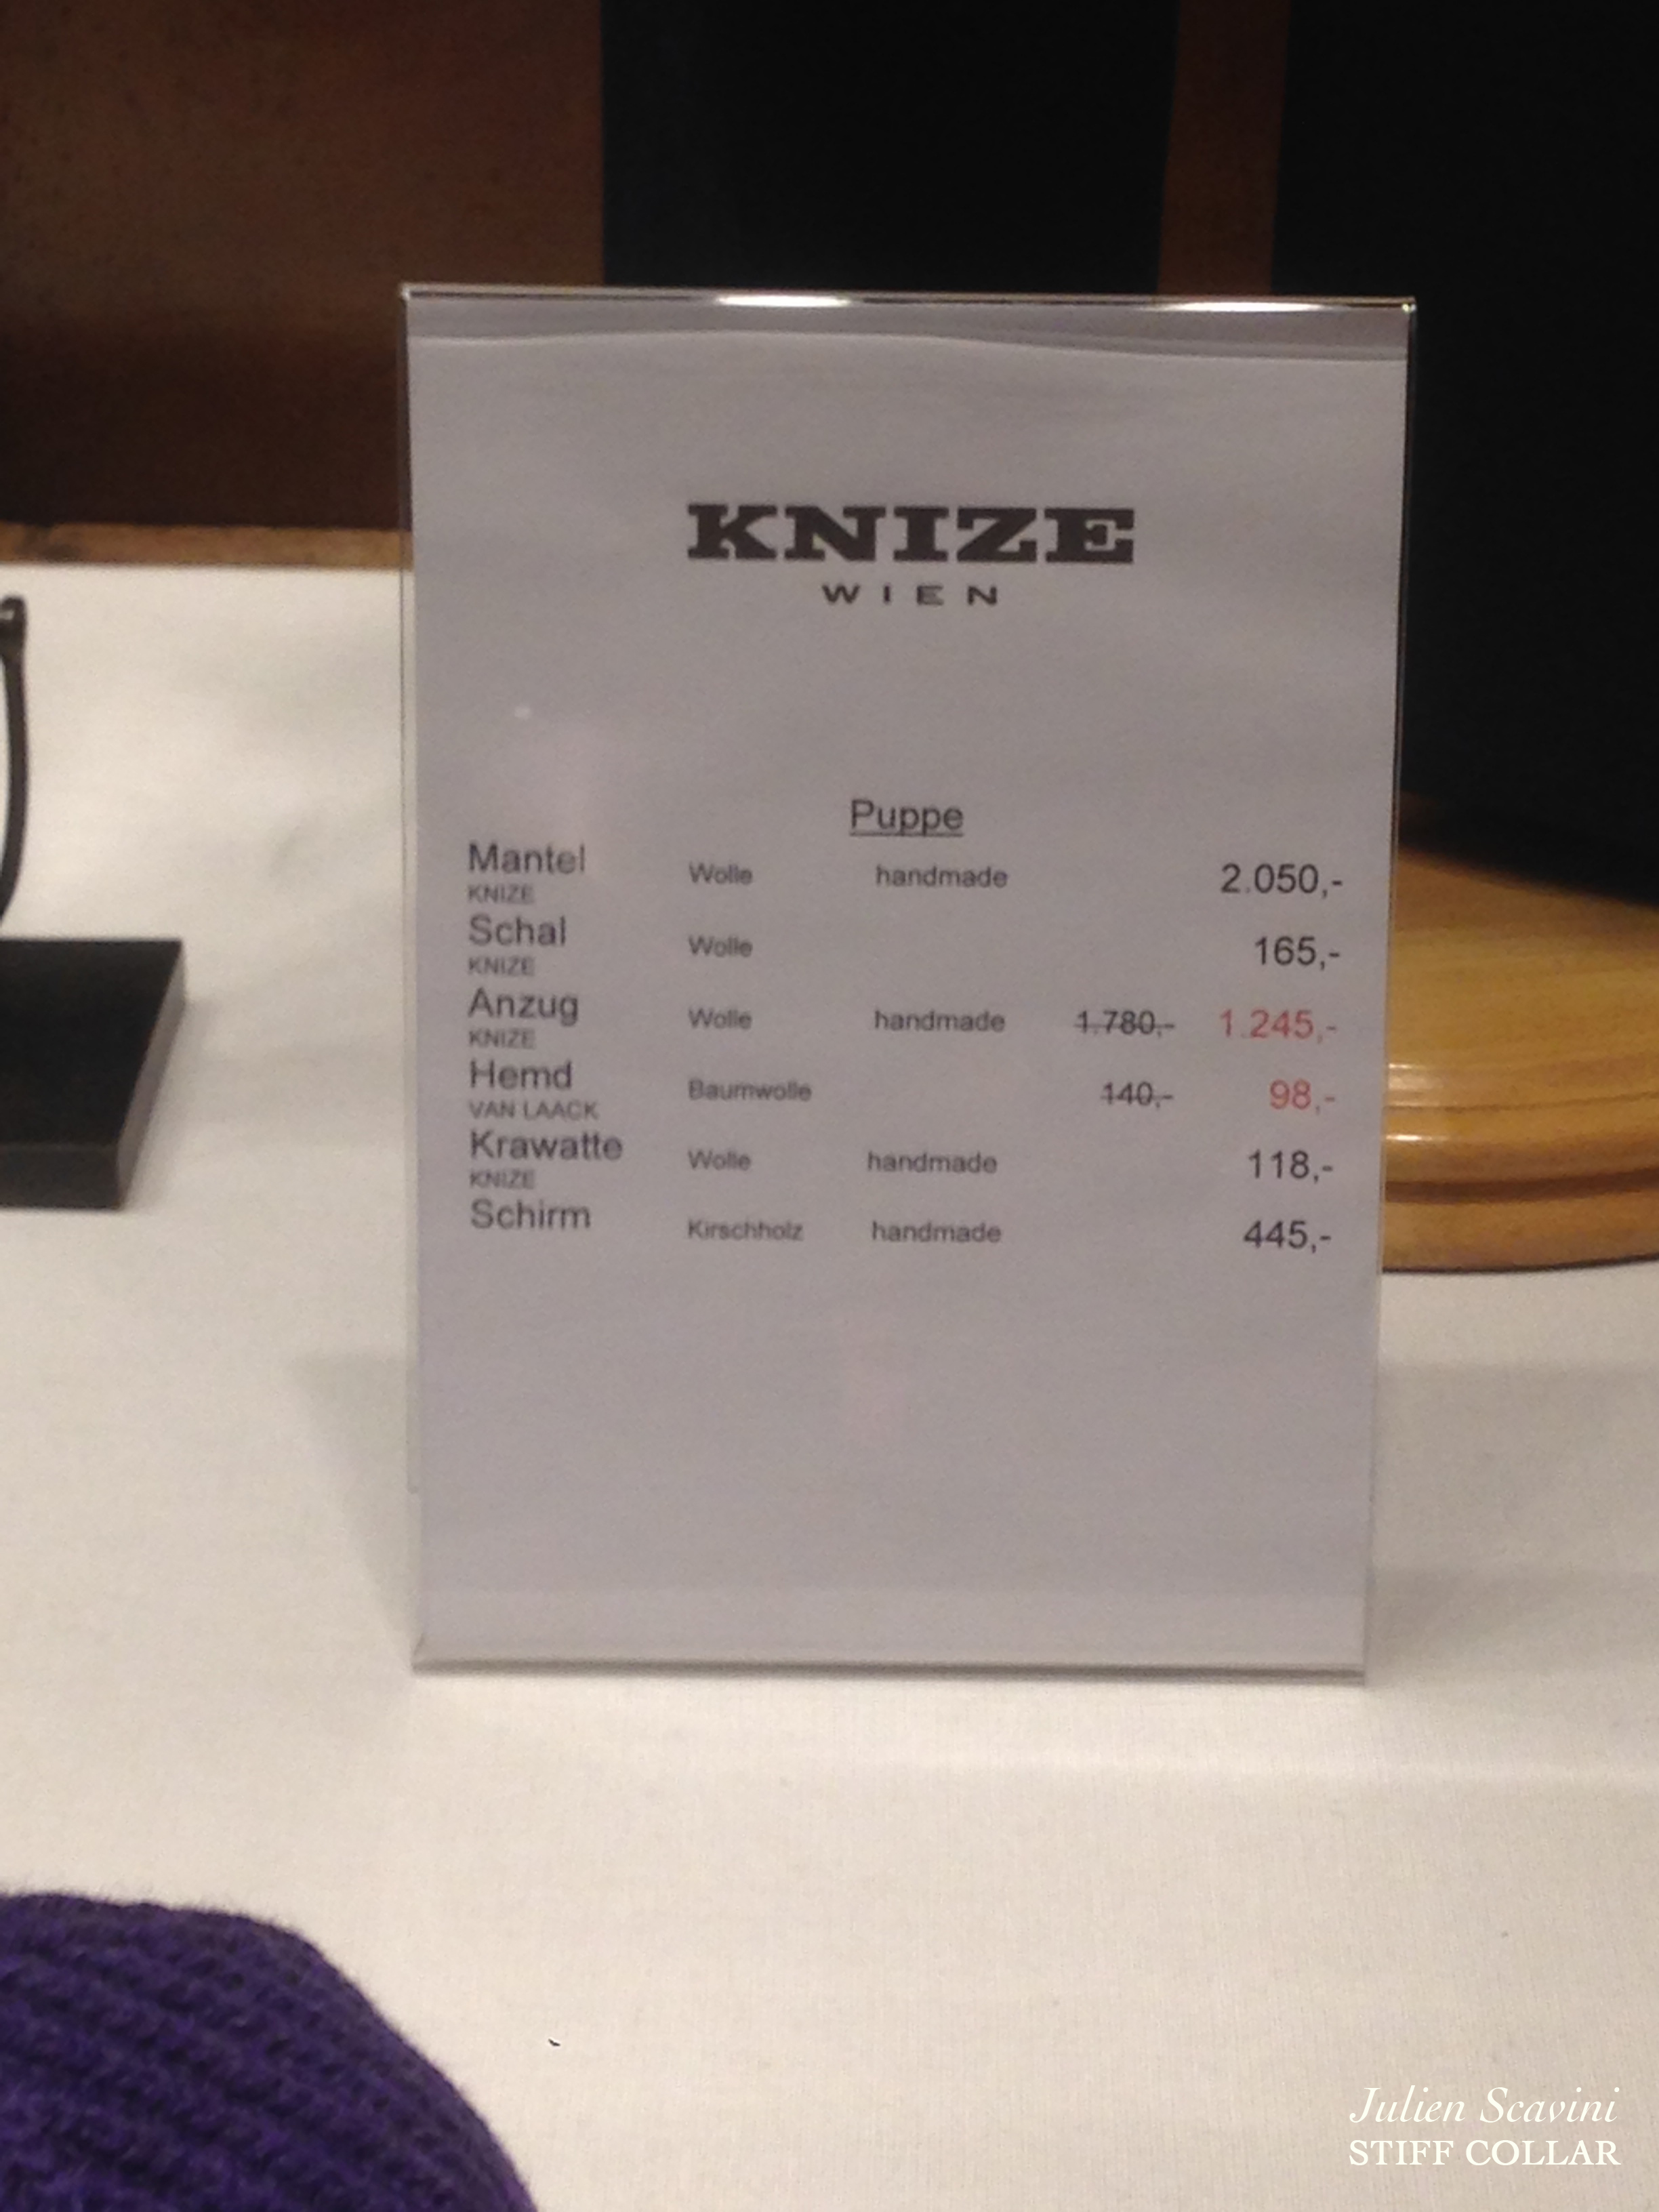 KNIZE
WIEN
Puppe
Mantel Wolle handmade 2.050,-
KNIZE
Schal Wolle 165,-
KNIZE
Anzug Wolle handmade 1.780,- 1.245,-
KNIZE
Hemd Baumwolle 140,- 98,-
VAN LAACK
Krawatte Wolle handmade 118,-
KNIZE
Schirm Kirschholz handmade 445,-
Julien Scavini
STIFF COLLAR